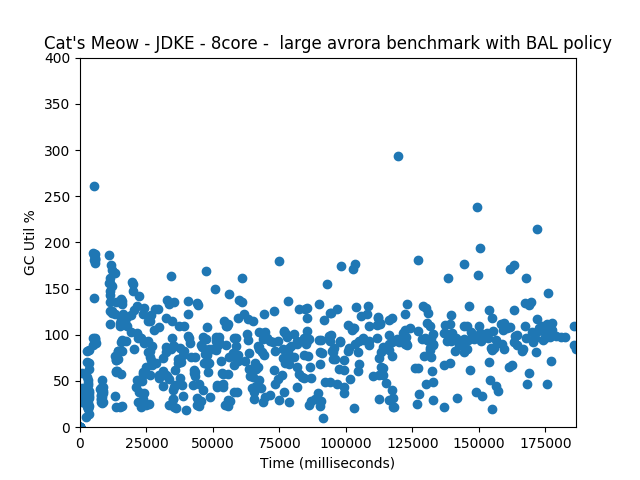 Cat's Meow - JDKE - 8core -  large avrora benchmark with BAL policy
400
350
300
250
200
150
100
50
0
GC Util %
0 25000 50000 75000 100000 125000 150000 175000
Time (milliseconds)